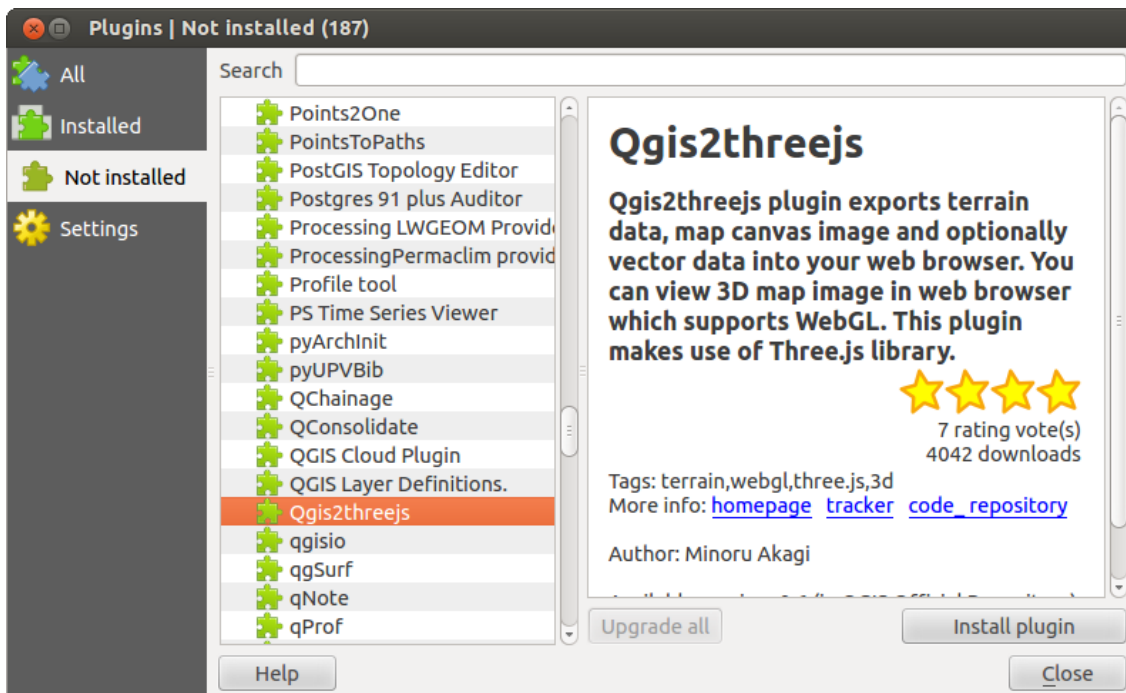 Plugins | Not installed (187)
All
Installed
Not installed
Settings
Search
Points2One
PointsToPaths
PostGIS Topology Editor
Postgres 91 plus Auditor
Processing LWGEOM Provide
ProcessingPermaclim provid
Profile tool
PS Time Series Viewer
pyArchInit
pyUPVBib
QChainage
QConsolidate
QGIS Cloud Plugin
QGIS Layer Definitions.
Qgis2threejs
qgisio
qgSurf
qNote
qProf
Qgis2threejs
Qgis2threejs plugin exports terrain
data, map canvas image and optionally
vector data into your web browser. You
can view 3D map image in web browser
which supports WebGL. This plugin
makes use of Three.js library.
7 rating vote(s)
4042 downloads
Tags: terrain,webgl,three.js,3d
More info: homepage tracker code_repository
Author: Minoru Akagi
Upgrade all
Install plugin
Help
Close